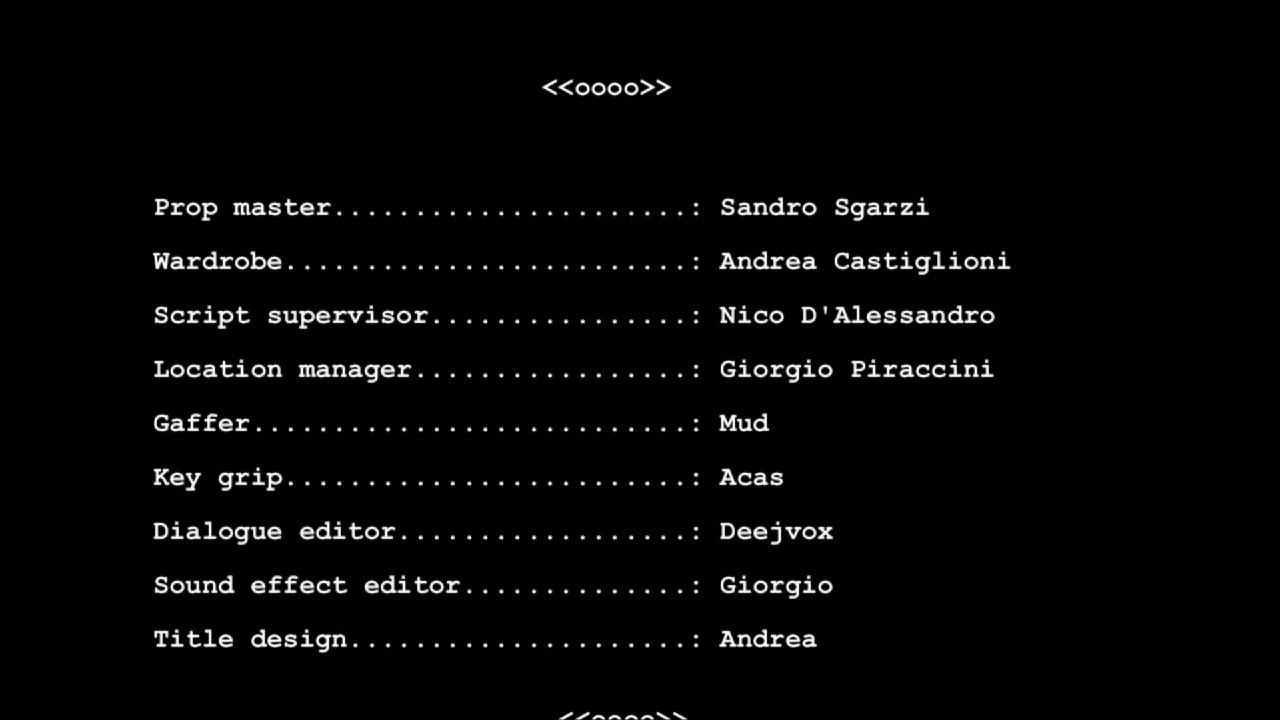 <<oooo>>
Prop master......................: Sandro Sgarzi
Wardrobe.........................: Andrea Castiglioni
Script supervisor................: Nico D'Alessandro
Location manager.................: Giorgio Piraccini
Gaffer...........................: Mud
Key grip.........................: Acas
Dialogue editor..................: Deejvox
Sound effect editor..............: Giorgio
Title design.....................: Andrea
<<oooo>>